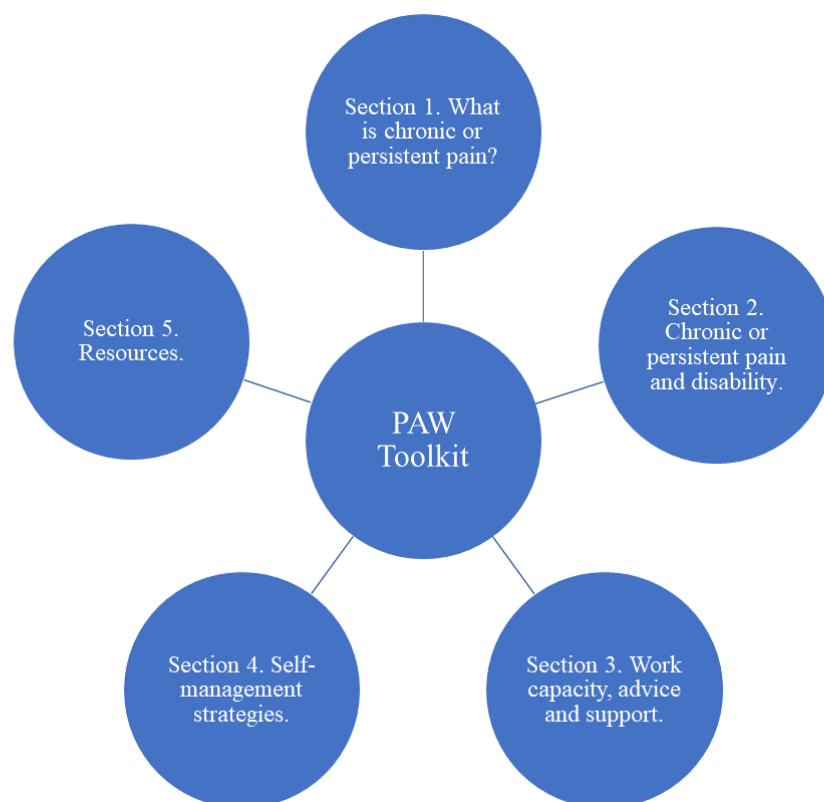 Section 1. What
is chronic or
persistent pain?
Section 2.
Chronic or
persistent pain
and disability.
Section 5.
Resources.
PAW
Toolkit
Section 4. Self-
management
strategies.
Section 3. Work
capacity, advice
and support.